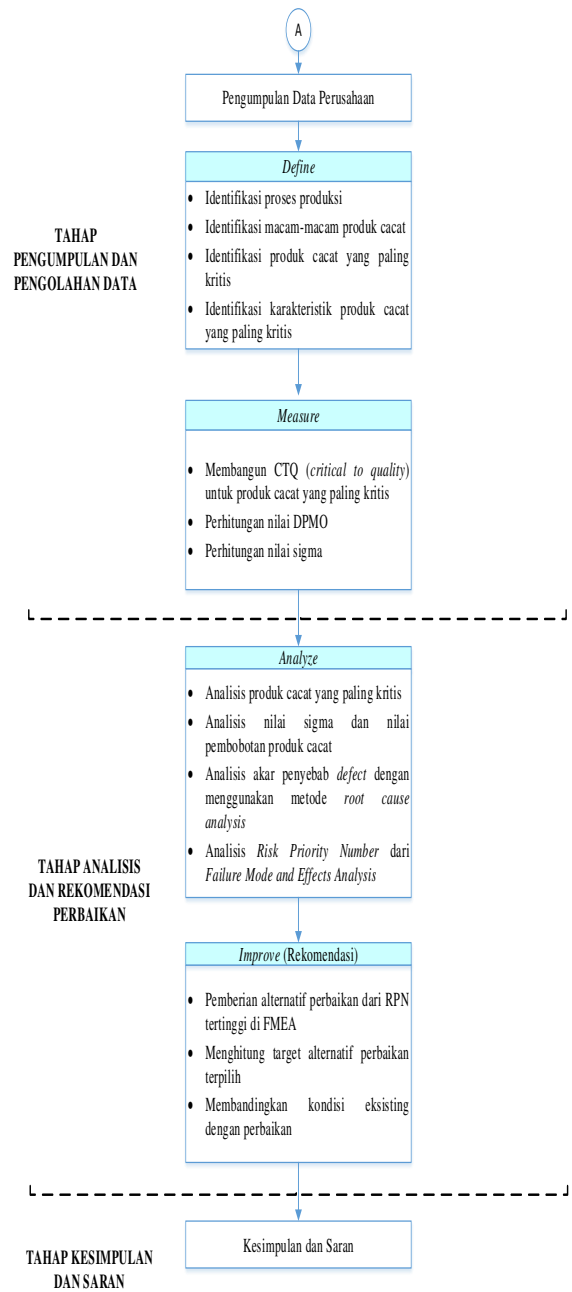 A
Pengumpulan Data Perusahaan
TAHAP
PENGUMPULAN DAN
PENGOLAHAN DATA
Define
• Identifikasi proses produksi
• Identifikasi macam-macam produk cacat
• Identifikasi produk cacat yang paling
kritis
• Identifikasi karakteristik produk cacat
yang paling kritis
Measure
• Membangun CTQ (critical to quality)
untuk produk cacat yang paling kritis
• Perhitungan nilai DPMO
• Perhitungan nilai sigma
TAHAP ANALISIS
DAN REKOMENDASI
PERBAIKAN
Analyze
• Analisis produk cacat yang paling kritis
• Analisis nilai sigma dan nilai
pembobotan produk cacat
• Analisis akar penyebab defect dengan
menggunakan metode root cause
analysis
• Analisis Risk Priority Number dari
Failure Mode and Effects Analysis
Improve (Rekomendasi)
• Pemberian alternatif perbaikan dari RPN
tertinggi di FMEA
• Menghitung target alternatif perbaikan
terpilih
• Membandingkan kondisi eksisting
dengan perbaikan
TAHAP KESIMPULAN
DAN SARAN
Kesimpulan dan Saran